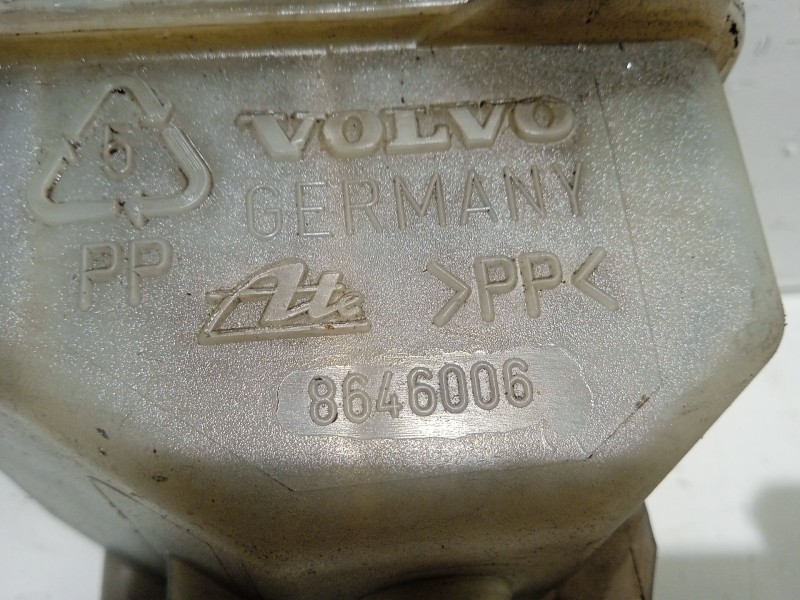 VOLVO
5
GERMANY
PP
Ate >PP<
8646006